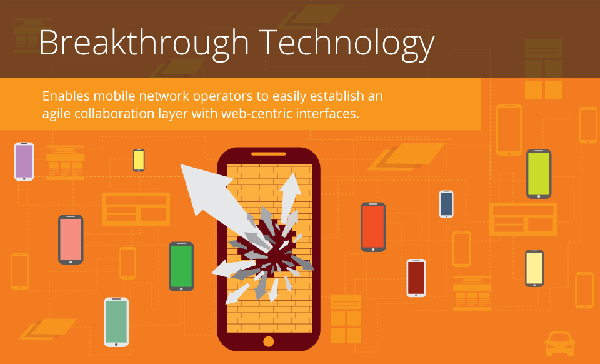 Breakthrough Technology
Enables mobile network operators to easily establish an
agile collaboration layer with web-centric interfaces.